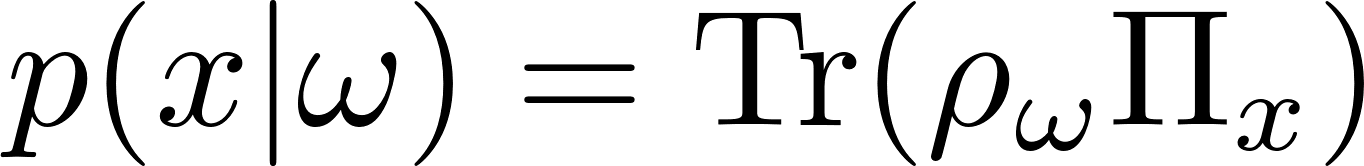 p(x|ω) = Tr(ρ_ω Π_x)